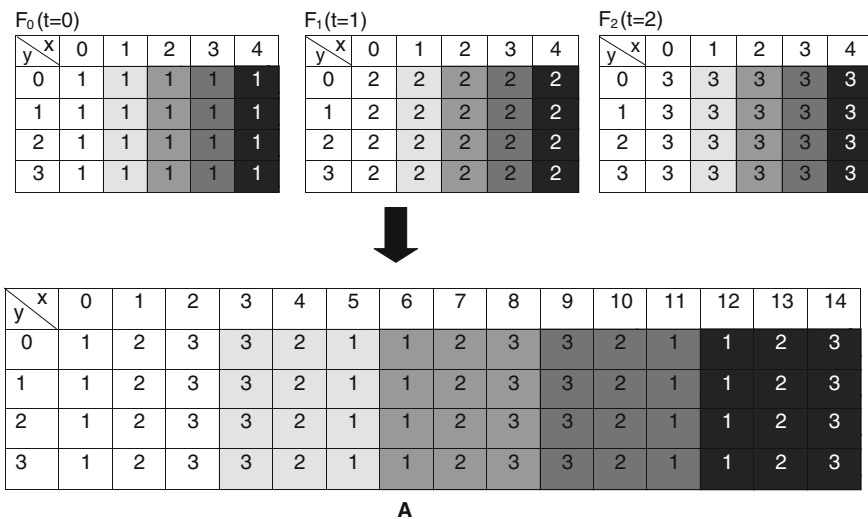 F₀(t=0) F₁(t=1) F₂(t=2)
y x 0 1 2 3 4 y x 0 1 2 3 4 y x 0 1 2 3 4
0 1 1 1 1 1 0 2 2 2 2 2 0 3 3 3 3 3
1 1 1 1 1 1 1 2 2 2 2 2 1 3 3 3 3 3
2 1 1 1 1 1 2 2 2 2 2 2 2 3 3 3 3 3
3 1 1 1 1 1 3 2 2 2 2 2 3 3 3 3 3 3
y x 0 1 2 3 4 5 6 7 8 9 10 11 12 13 14
0 1 2 3 3 2 1 1 2 3 3 2 1 1 2 3
1 1 2 3 3 2 1 1 2 3 3 2 1 1 2 3
2 1 2 3 3 2 1 1 2 3 3 2 1 1 2 3
3 1 2 3 3 2 1 1 2 3 3 2 1 1 2 3
A